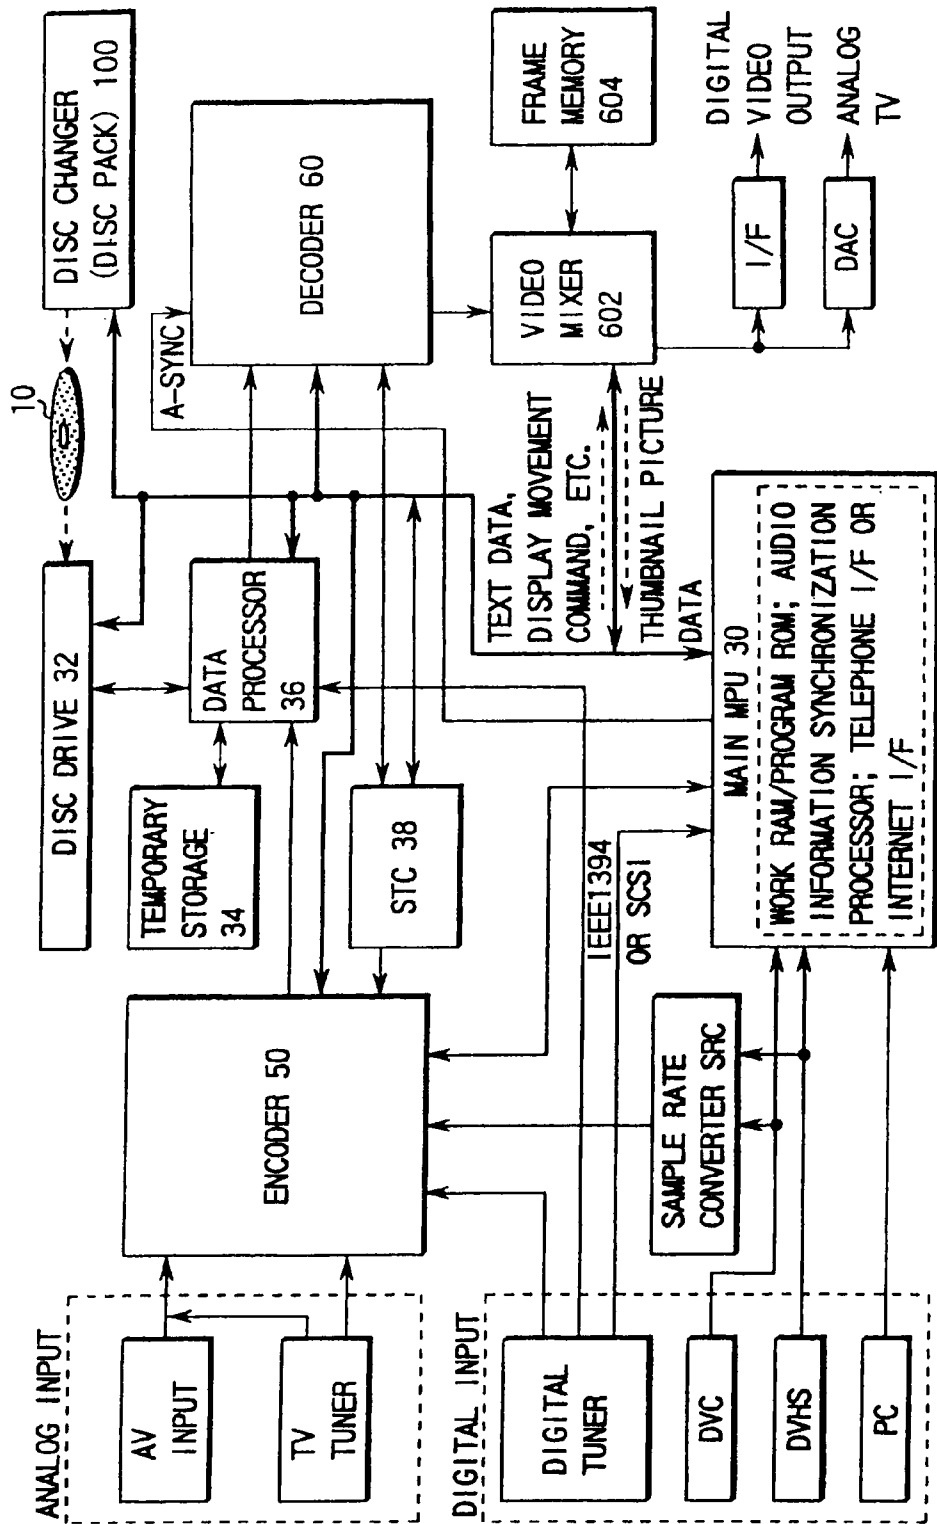 ANALOG INPUT
AV
INPUT
TV
TUNER
DIGITAL INPUT
DIGITAL
TUNER
DVC
DVHS
PC
ENCODER 50
SAMPLE RATE
CONVERTER SRC
DISC DRIVE 32
TEMPORARY
STORAGE
34
DATA
PROCESSOR
36
STC 38
IEEE1394
OR SCSI
10
DISC CHANGER
(DISC PACK) 100
A-SYNC
DECODER 60
TEXT DATA,
DISPLAY MOVEMENT
COMMAND, ETC.
THUMBNAIL PICTURE
DATA
MAIN MPU 30
WORK RAM/PROGRAM ROM; AUDIO
INFORMATION SYNCHRONIZATION
PROCESSOR; TELEPHONE I/F OR
INTERNET I/F
VIDEO
MIXER
602
FRAME
MEMORY
604
I/F
DAC
DIGITAL
VIDEO
OUTPUT
ANALOG
TV